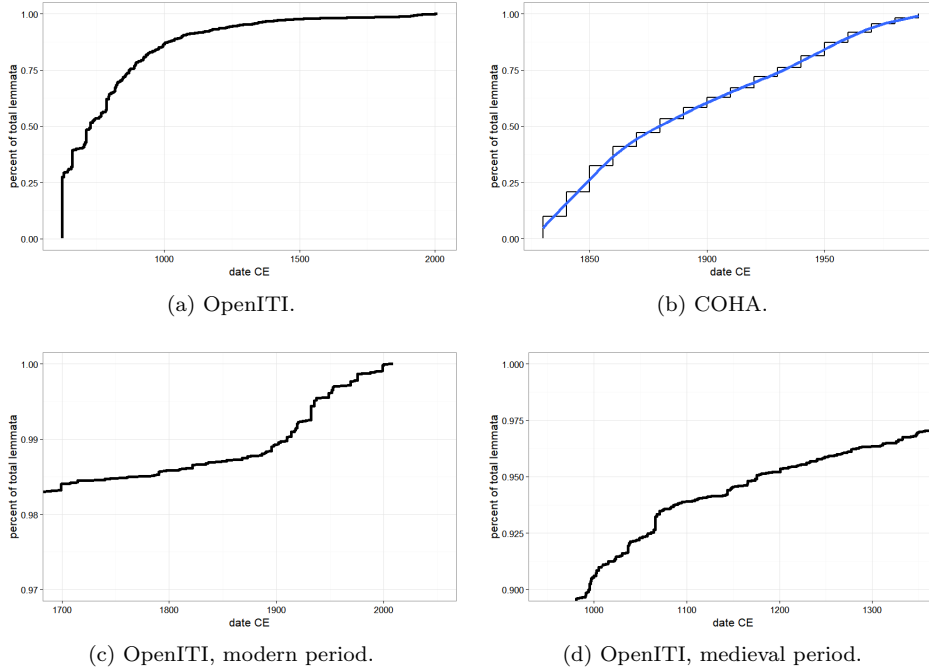 percent of total lemmata
1.00
0.75
0.50
0.25
0.00
1000
1500
2000
date CE
(a) OpenITI.
percent of total lemmata
1.00
0.75
0.50
0.25
0.00
1850
1900
1950
date CE
(b) COHA.
percent of total lemmata
1.00
0.99
0.98
0.97
1700
1800
1900
2000
date CE
(c) OpenITI, modern period.
percent of total lemmata
1.000
0.975
0.950
0.925
0.900
1000
1100
1200
1300
date CE
(d) OpenITI, medieval period.